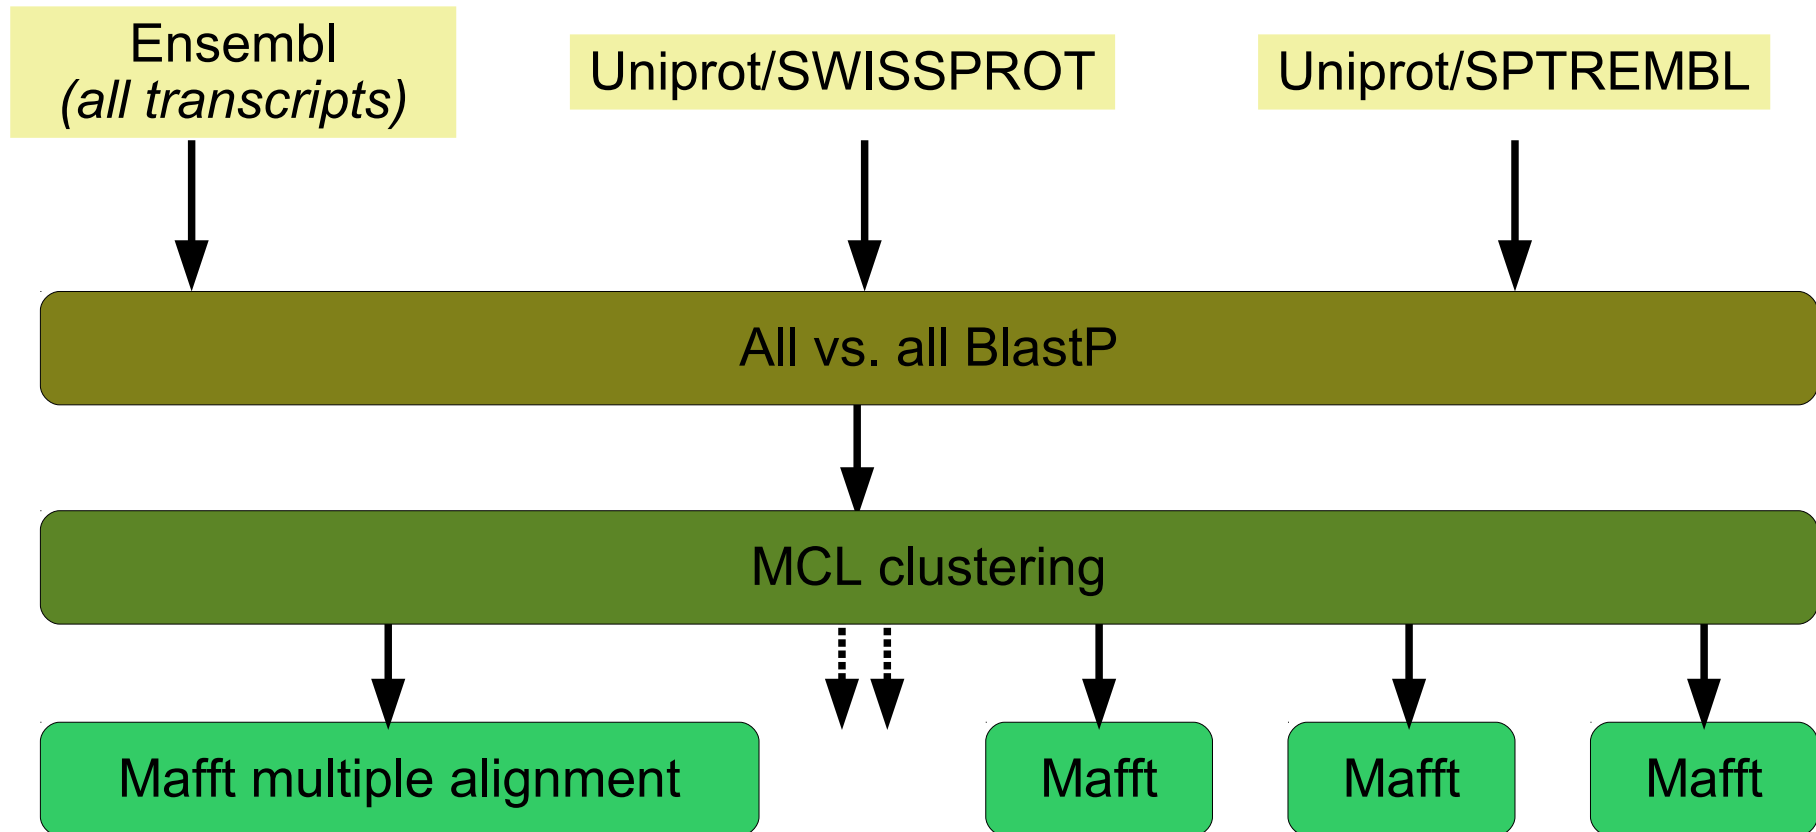 Ensembl
(all transcripts)
Uniprot/SWISSPROT
Uniprot/SPTREMBL
All vs. all BlastP
MCL clustering
Mafft multiple alignment
Mafft
Mafft
Mafft